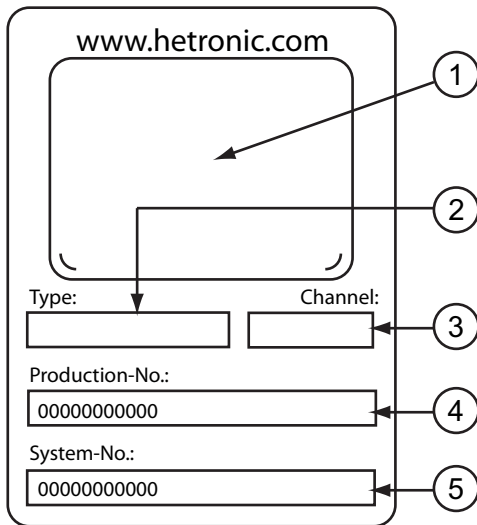 www.hetronic.com
1
2
Type: Channel:
3
Production-No.:
00000000000 4
System-No.:
00000000000 5